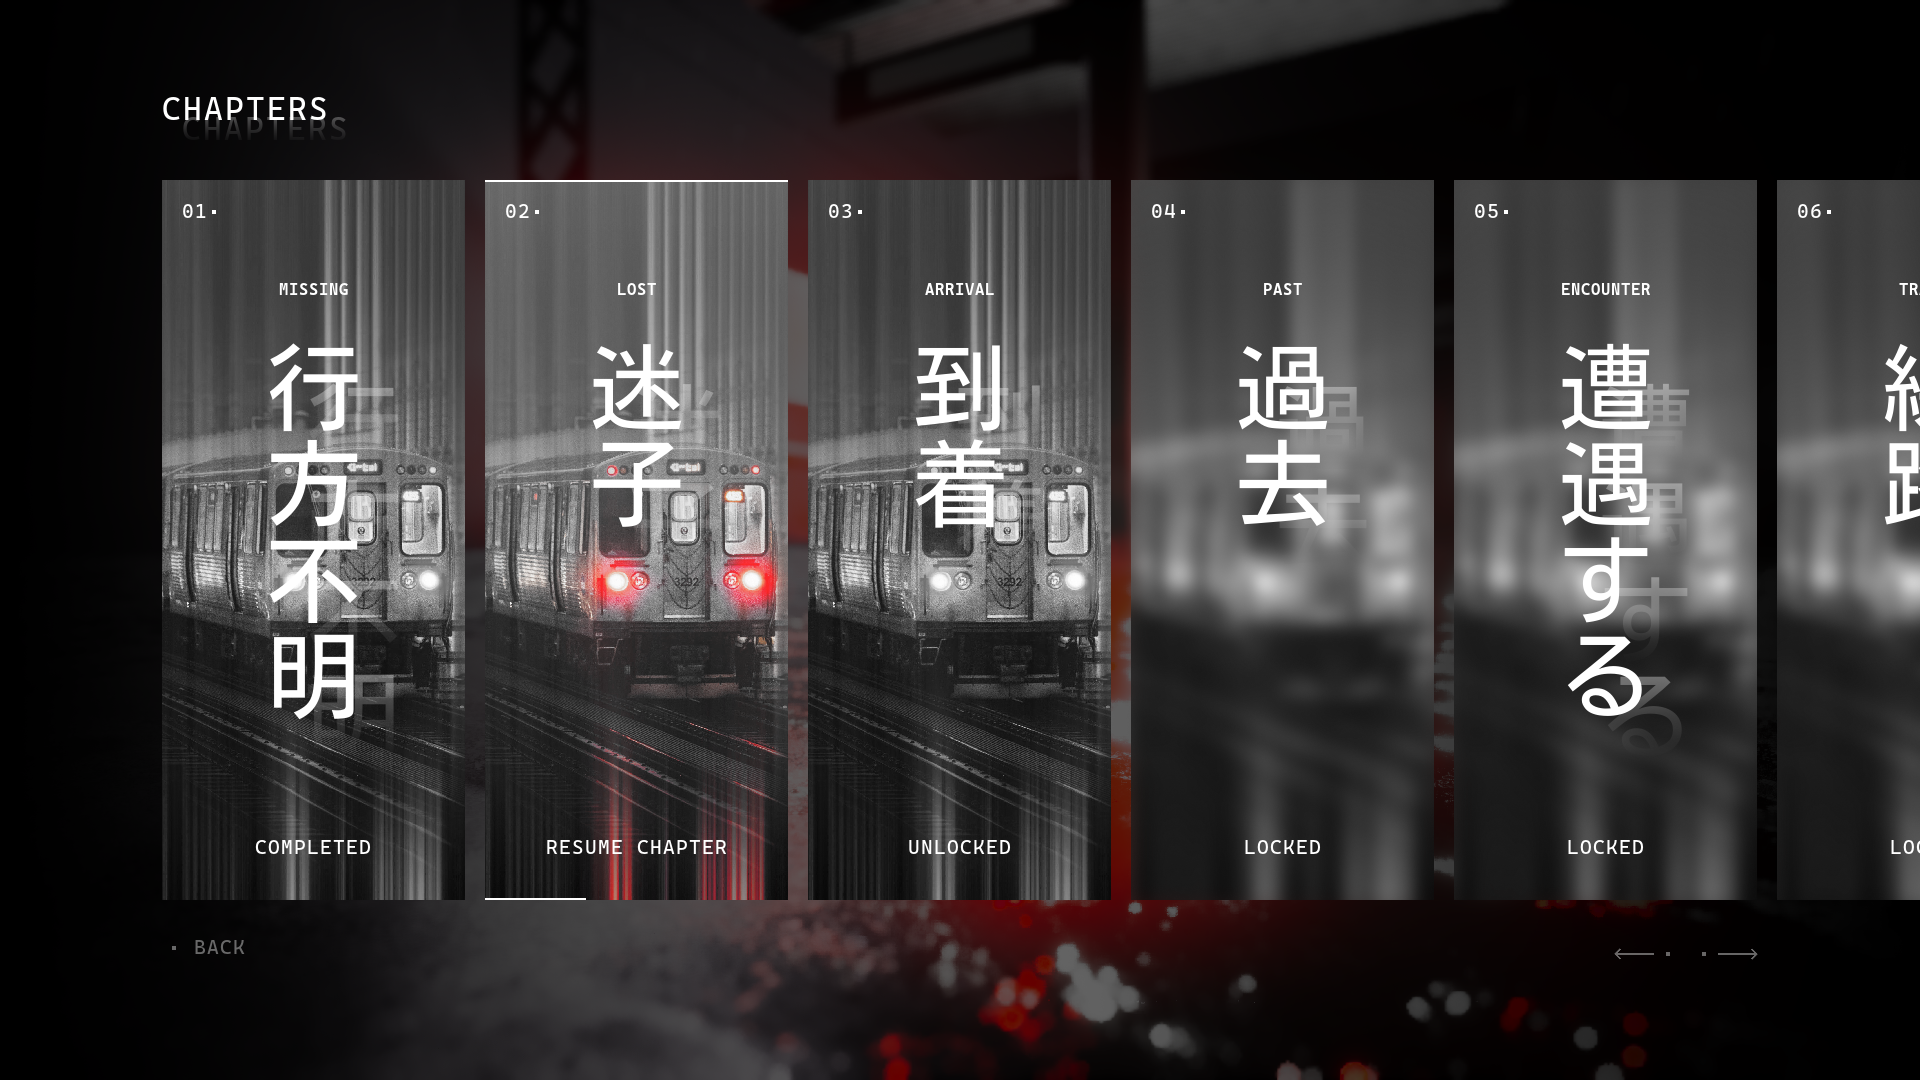 CHAPTERS
01
MISSING
行方不明
COMPLETED
02
LOST
迷子
RESUME CHAPTER
03
ARRIVAL
到着
3292
UNLOCKED
04
PAST
過去
LOCKED
05
ENCOUNTER
遭遇する
LOCKED
06
BACK